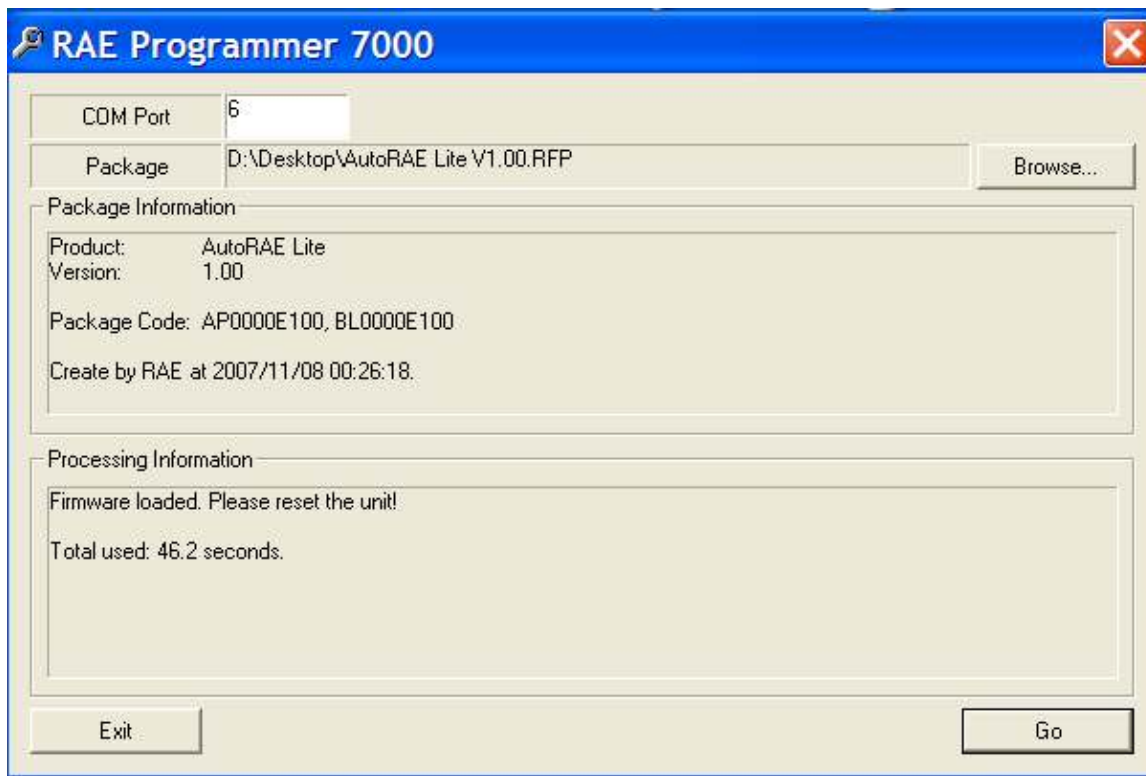 RAE Programmer 7000
COM Port 6
Package D:\Desktop\AutoRAE Lite V1.00.RFP Browse...
Package Information
Product: AutoRAE Lite
Version: 1.00
Package Code: AP0000E100, BL0000E100
Create by RAE at 2007/11/08 00:26:18.
Processing Information
Firmware loaded. Please reset the unit!
Total used: 46.2 seconds.
Exit Go